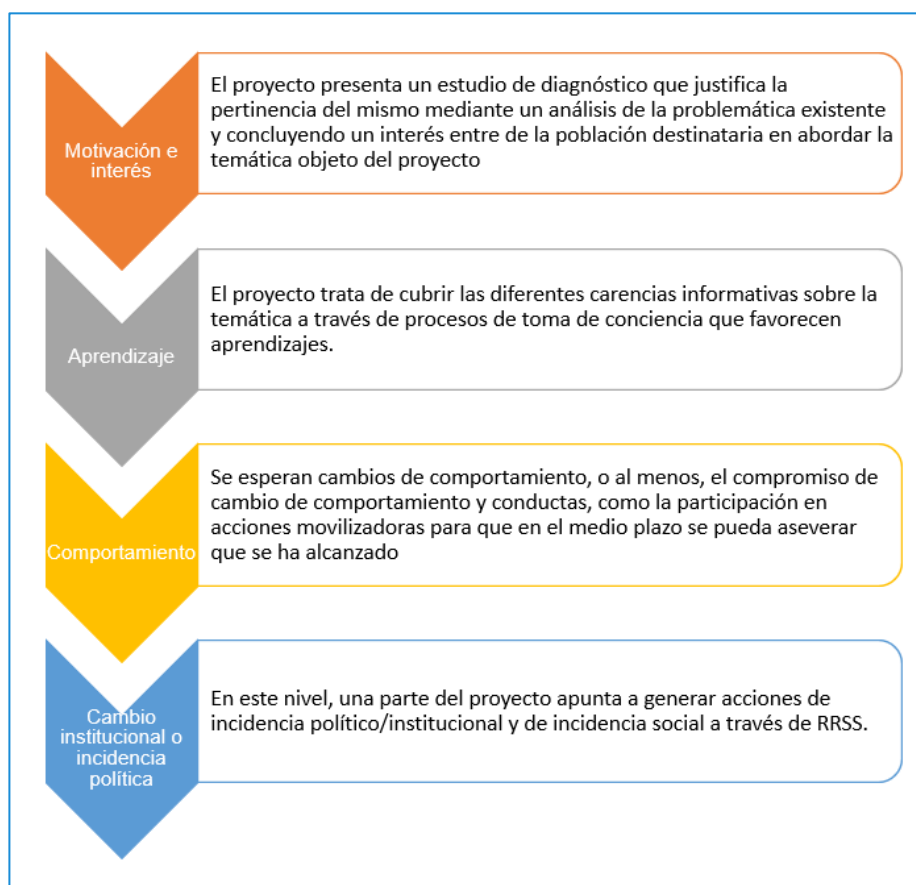 Motivación e
interés
El proyecto presenta un estudio de diagnóstico que justifica la
pertinencia del mismo mediante un análisis de la problemática existente
y concluyendo un interés entre de la población destinataria en abordar la
temática objeto del proyecto
Aprendizaje
El proyecto trata de cubrir las diferentes carencias informativas sobre la
temática a través de procesos de toma de conciencia que favorecen
aprendizajes.
Comportamiento
Se esperan cambios de comportamiento, o al menos, el compromiso de
cambio de comportamiento y conductas, como la participación en
acciones movilizadoras para que en el medio plazo se pueda aseverar
que se ha alcanzado
Cambio
institucional o
incidencia
política
En este nivel, una parte del proyecto apunta a generar acciones de
incidencia político/institucional y de incidencia social a través de RRSS.